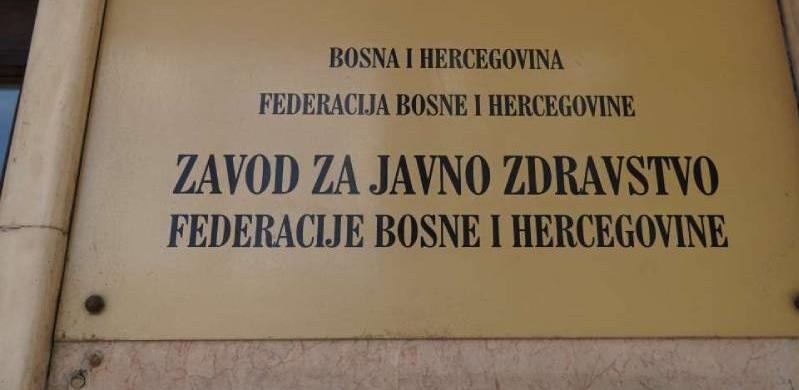 BOSNA I HERCEGOVINA
FEDERACIJA BOSNE I HERCEGOVINE
ZAVOD ZA JAVNO ZDRAVSTVO
FEDERACIJE BOSNE I HERCEGOVINE